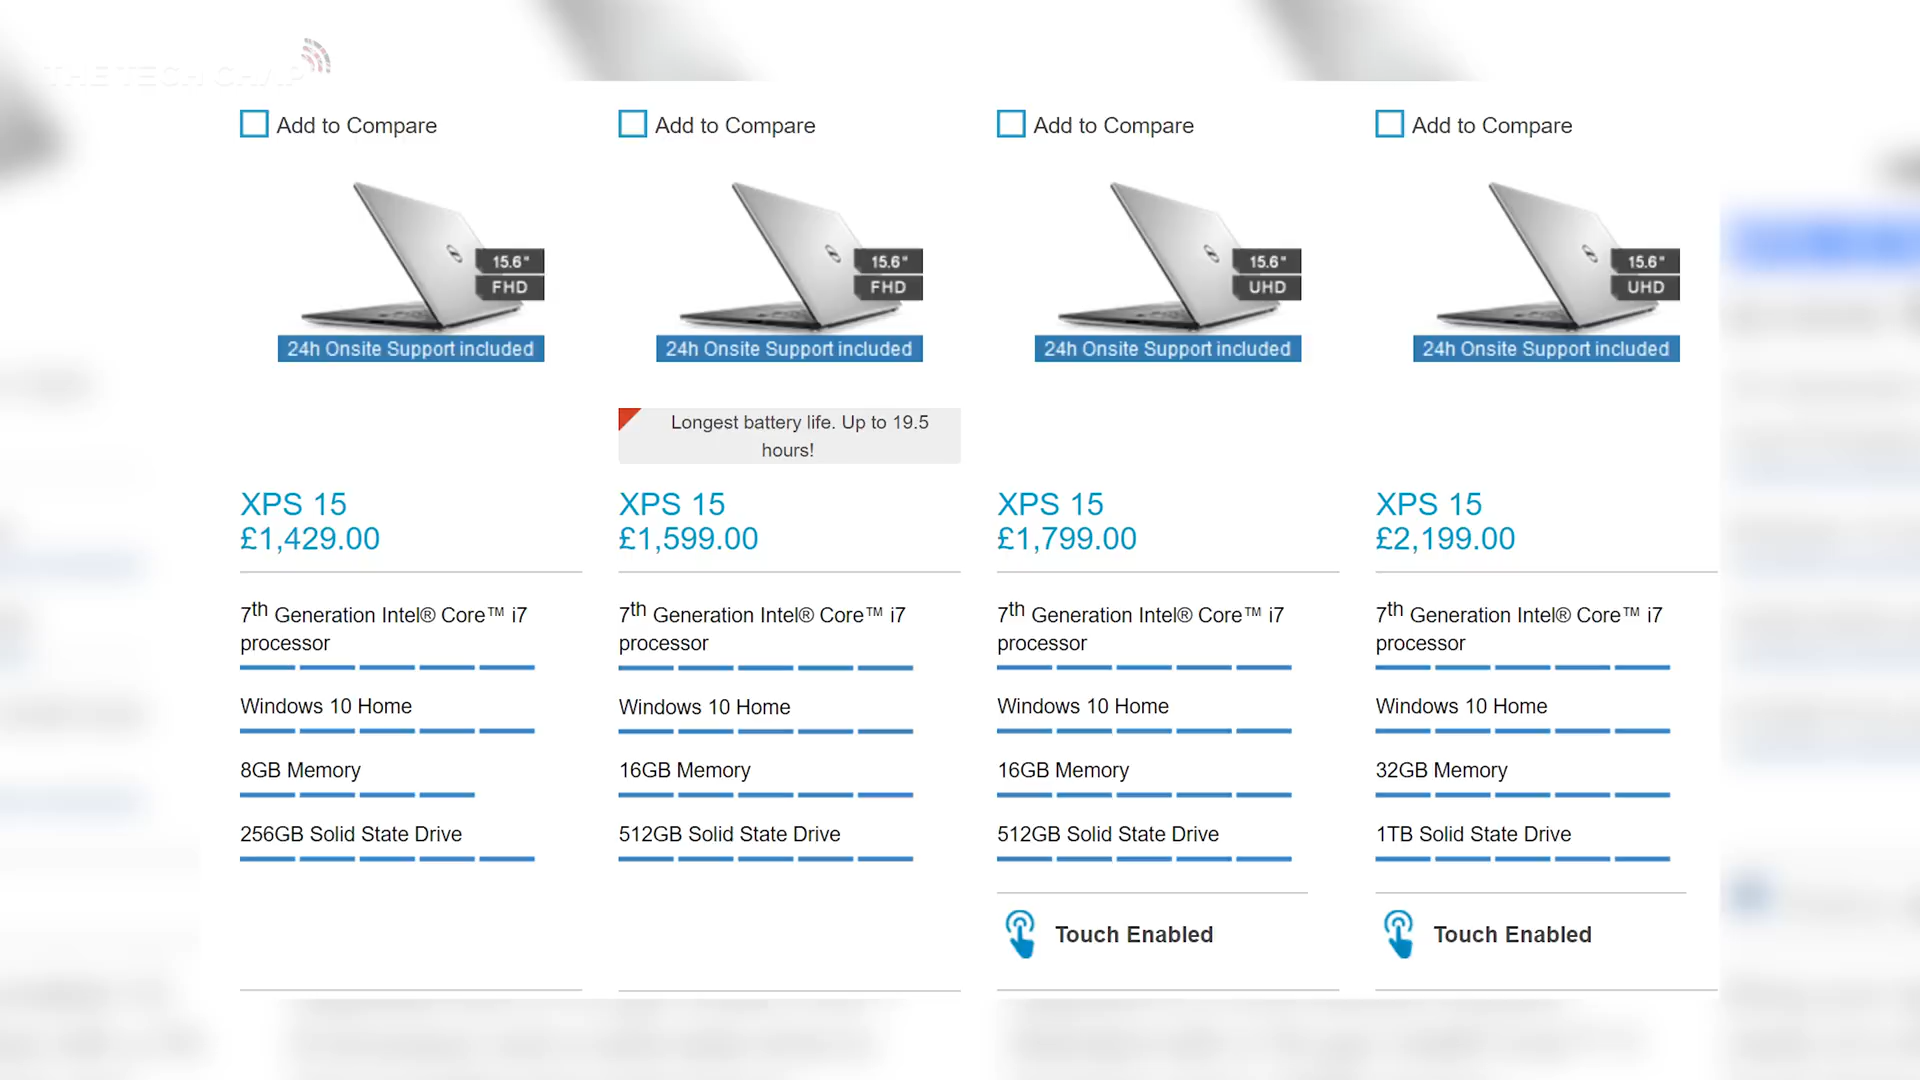 THE TECH CHAP
Add to Compare
15.6"
FHD
24h Onsite Support included
XPS 15
£1,429.00
7th Generation Intel® Core™ i7
processor
Windows 10 Home
8GB Memory
256GB Solid State Drive
Add to Compare
15.6"
FHD
24h Onsite Support included
Longest battery life. Up to 19.5
hours!
XPS 15
£1,599.00
7th Generation Intel® Core™ i7
processor
Windows 10 Home
16GB Memory
512GB Solid State Drive
Add to Compare
15.6"
UHD
24h Onsite Support included
XPS 15
£1,799.00
7th Generation Intel® Core™ i7
processor
Windows 10 Home
16GB Memory
512GB Solid State Drive
Touch Enabled
Add to Compare
15.6"
UHD
24h Onsite Support included
XPS 15
£2,199.00
7th Generation Intel® Core™ i7
processor
Windows 10 Home
32GB Memory
1TB Solid State Drive
Touch Enabled